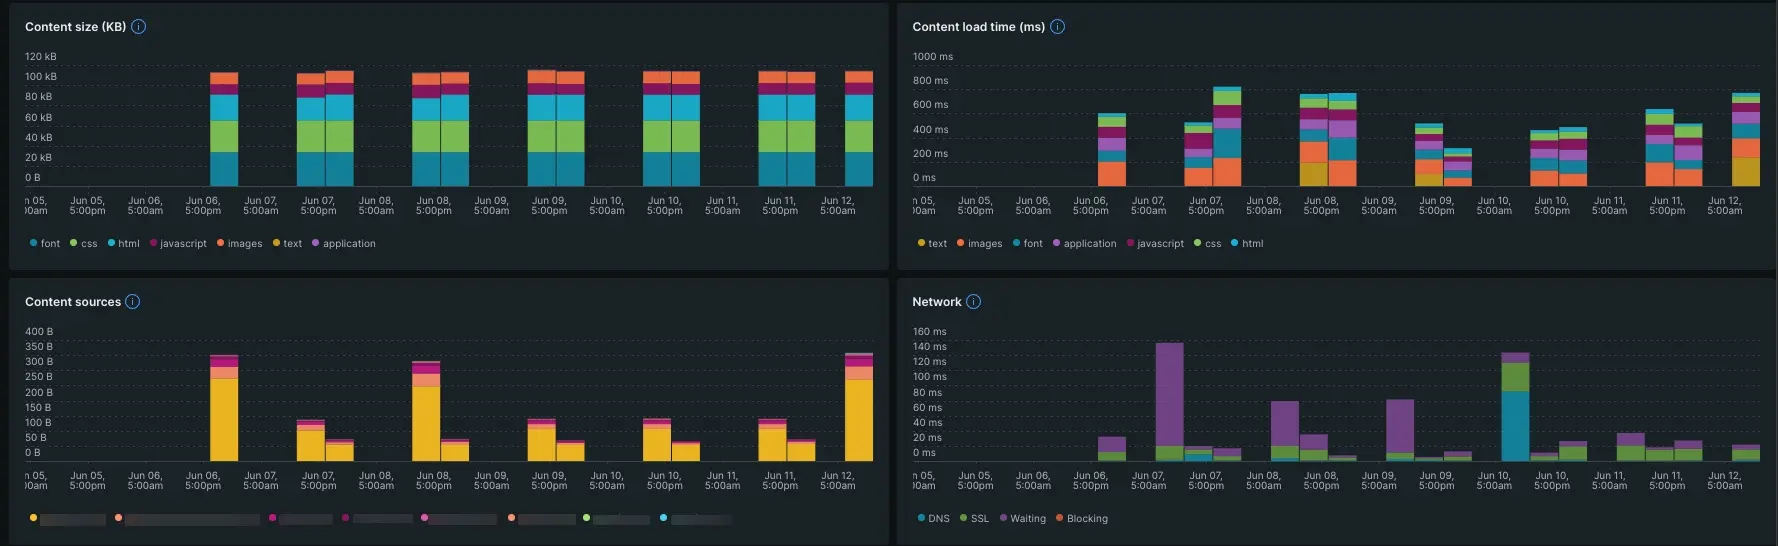 Content size (KB)
120 kB
100 kB
80 kB
60 kB
40 kB
20 kB
0 B
n 05, Jun 05, Jun 06, Jun 06, Jun 07, Jun 07, Jun 08, Jun 08, Jun 09, Jun 09, Jun 10, Jun 10, Jun 11, Jun 11, Jun 12,
:00am 5:00pm 5:00am 5:00pm 5:00am 5:00pm 5:00am 5:00pm 5:00am 5:00pm 5:00am 5:00pm 5:00am 5:00pm 5:00am
font css html javascript images text application
Content load time (ms)
1000 ms
800 ms
600 ms
400 ms
200 ms
0 ms
n 05, Jun 05, Jun 06, Jun 06, Jun 07, Jun 07, Jun 08, Jun 08, Jun 09, Jun 09, Jun 10, Jun 10, Jun 11, Jun 11, Jun 12,
:00am 5:00pm 5:00am 5:00pm 5:00am 5:00pm 5:00am 5:00pm 5:00am 5:00pm 5:00am 5:00pm 5:00am 5:00pm 5:00am
text images font application javascript css html
Content sources
400 B
350 B
300 B
250 B
200 B
150 B
100 B
50 B
0 B
n 05, Jun 05, Jun 06, Jun 06, Jun 07, Jun 07, Jun 08, Jun 08, Jun 09, Jun 09, Jun 10, Jun 10, Jun 11, Jun 11, Jun 12,
:00am 5:00pm 5:00am 5:00pm 5:00am 5:00pm 5:00am 5:00pm 5:00am 5:00pm 5:00am 5:00pm 5:00am 5:00pm 5:00am
Network
160 ms
140 ms
120 ms
100 ms
80 ms
60 ms
40 ms
20 ms
0 ms
n 05, Jun 05, Jun 06, Jun 06, Jun 07, Jun 07, Jun 08, Jun 08, Jun 09, Jun 09, Jun 10, Jun 10, Jun 11, Jun 11, Jun 12,
:00am 5:00pm 5:00am 5:00pm 5:00am 5:00pm 5:00am 5:00pm 5:00am 5:00pm 5:00am 5:00pm 5:00am 5:00pm 5:00am
DNS SSL Waiting Blocking